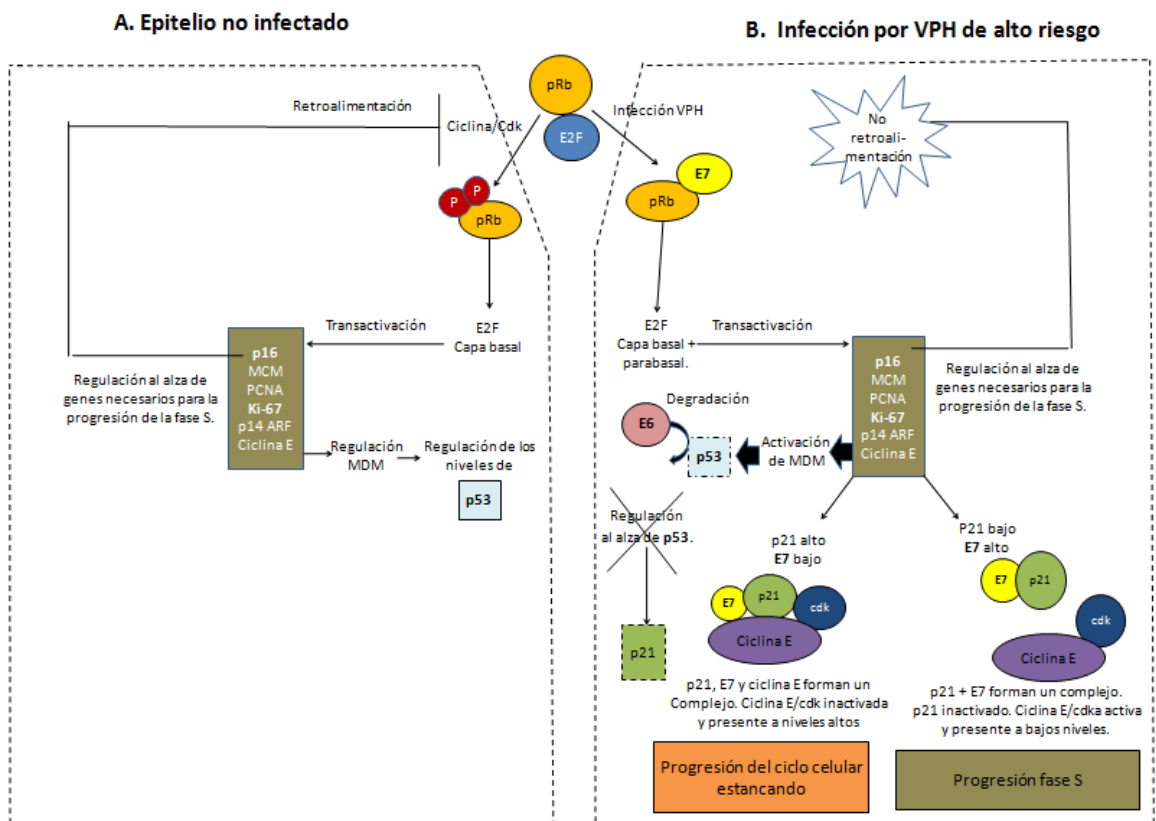 A. Epitelio no infectado
B. Infección por VPH de alto riesgo
Retroalimentación
Ciclina/Cdk
pRb
E2F
Infección VPH
P
P
pRb
E7
pRb
No
retroali-
mentación
Transactivación
E2F
Capa basal
p16
MCM
PCNA
Ki-67
p14 ARF
Ciclina E
Regulación al alza de
genes necesarios para la
progresión de la fase S.
Regulación
MDM
Regulación de los
niveles de
p53
E2F
Capa basal +
parabasal.
Transactivación
p16
MCM
PCNA
Ki-67
p14 ARF
Ciclina E
Regulación al alza de
genes necesarios para la
progresión de la fase S.
Degradación
E6
p53
Activación
de MDM
Regulación
al alza de p53.
p21
p21 alto
E7 bajo
E7
p21
cdk
Ciclina E
p21, E7 y ciclina E forman un
Complejo. Ciclina E/cdk inactivada
y presente a niveles altos
Progresión del ciclo celular
estancando
P21 bajo
E7 alto
E7
p21
cdk
Ciclina E
p21 + E7 forman un complejo.
p21 inactivado. Ciclina E/cdka activa
y presente a bajos niveles.
Progresión fase S